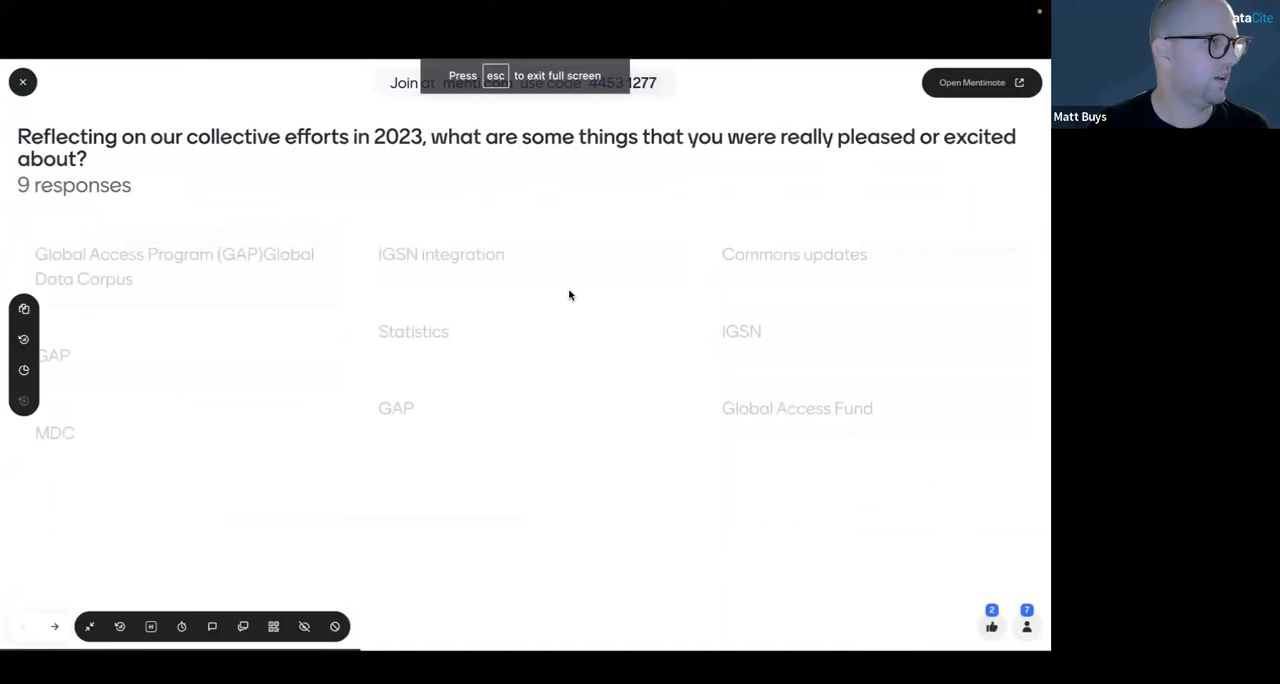 ataCite
Press esc to exit full screen
Join at menti.com use code 4453 1277
Open Mentimote
Matt Buys
Reflecting on our collective efforts in 2023, what are some things that you were really pleased or excited
about?
9 responses
Global Access Program (GAP)Global
Data Corpus
GAP
MDC
IGSN integration
Statistics
GAP
Commons updates
IGSN
Global Access Fund
H
2
7